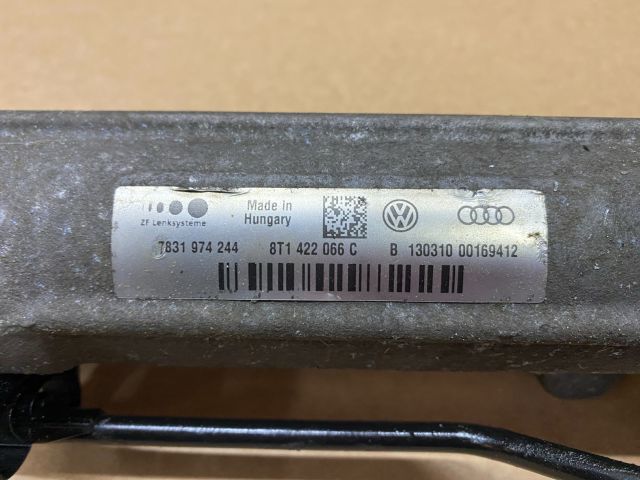 ZF Lenksysteme
Made in
Hungary
7831 974 244 8T1 422 066 C B 130310 00169412